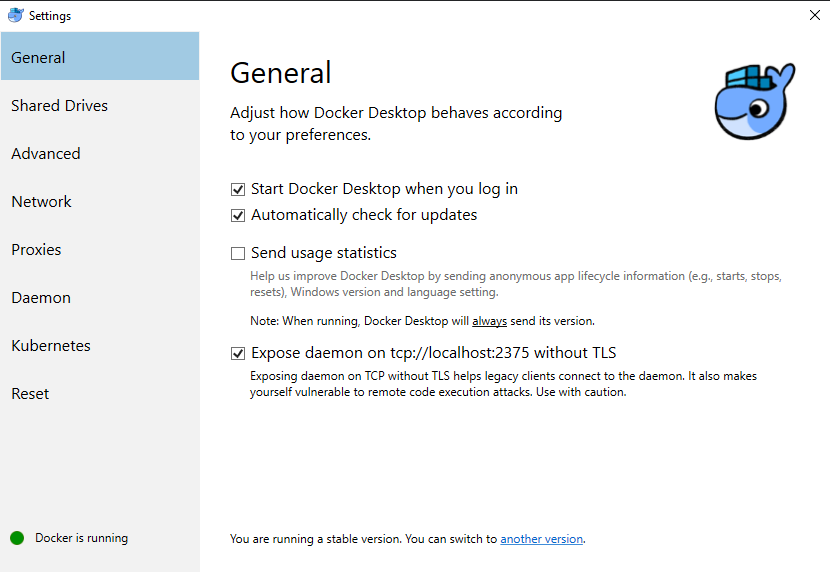 Settings
General
Shared Drives
Advanced
Network
Proxies
Daemon
Kubernetes
Reset
Docker is running
General
Adjust how Docker Desktop behaves according
to your preferences.
Start Docker Desktop when you log in
Automatically check for updates
Send usage statistics
Help us improve Docker Desktop by sending anonymous app lifecycle information (e.g., starts, stops,
resets), Windows version and language setting.
Note: When running, Docker Desktop will always send its version.
Expose daemon on tcp://localhost:2375 without TLS
Exposing daemon on TCP without TLS helps legacy clients connect to the daemon. It also makes
yourself vulnerable to remote code execution attacks. Use with caution.
You are running a stable version. You can switch to another version.